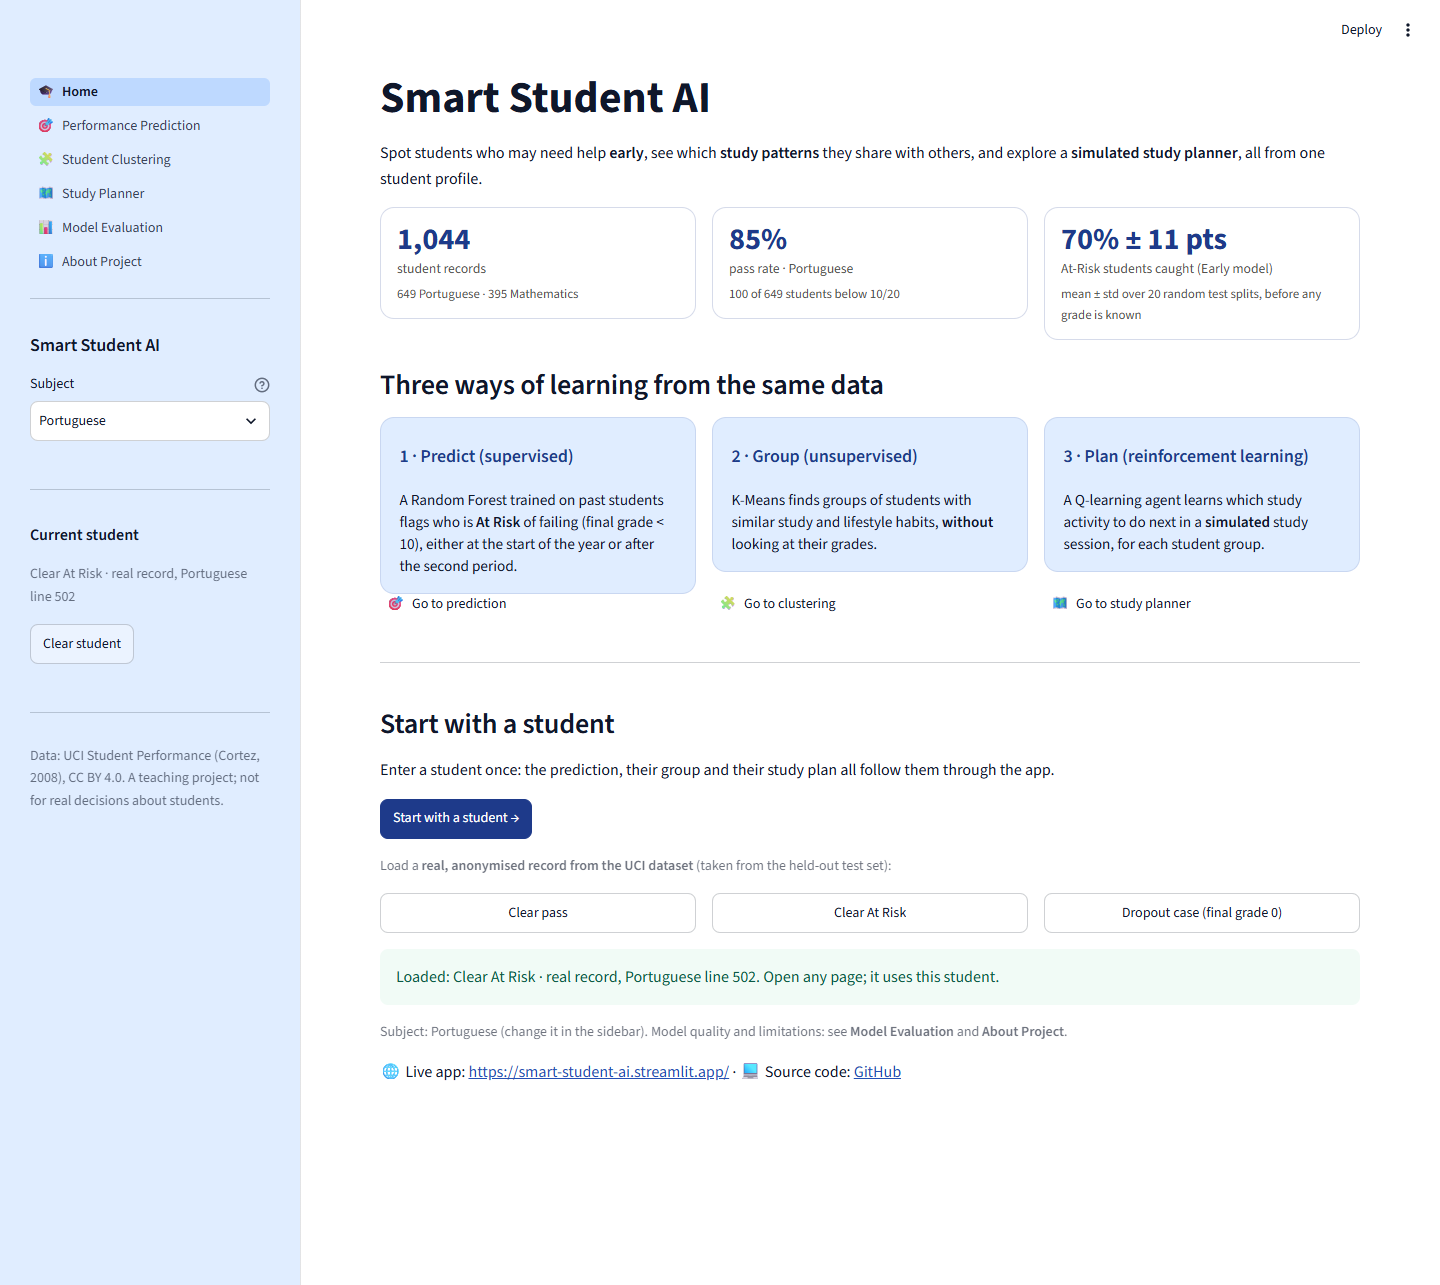 Deploy
Home
Performance Prediction
Student Clustering
Study Planner
Model Evaluation
About Project
Smart Student AI
Subject
Portuguese
Current student
Clear At Risk · real record, Portuguese
line 502
Clear student
Data: UCI Student Performance (Cortez,
2008), CC BY 4.0. A teaching project; not
for real decisions about students.
Smart Student AI
Spot students who may need help early, see which study patterns they share with others, and explore a simulated study planner, all from one
student profile.
1,044
student records
649 Portuguese · 395 Mathematics
85%
pass rate · Portuguese
100 of 649 students below 10/20
70% ± 11 pts
At-Risk students caught (Early model)
mean ± std over 20 random test splits, before any
grade is known
Three ways of learning from the same data
1 · Predict (supervised)
A Random Forest trained on past students
flags who is At Risk of failing (final grade <
10), either at the start of the year or after
the second period.
Go to prediction
2 · Group (unsupervised)
K-Means finds groups of students with
similar study and lifestyle habits, without
looking at their grades.
Go to clustering
3 · Plan (reinforcement learning)
A Q-learning agent learns which study
activity to do next in a simulated study
session, for each student group.
Go to study planner
Start with a student
Enter a student once: the prediction, their group and their study plan all follow them through the app.
Start with a student →
Load a real, anonymised record from the UCI dataset (taken from the held-out test set):
Clear pass
Clear At Risk
Dropout case (final grade 0)
Loaded: Clear At Risk · real record, Portuguese line 502. Open any page; it uses this student.
Subject: Portuguese (change it in the sidebar). Model quality and limitations: see Model Evaluation and About Project.
Live app: https://smart-student-ai.streamlit.app/ · Source code: GitHub